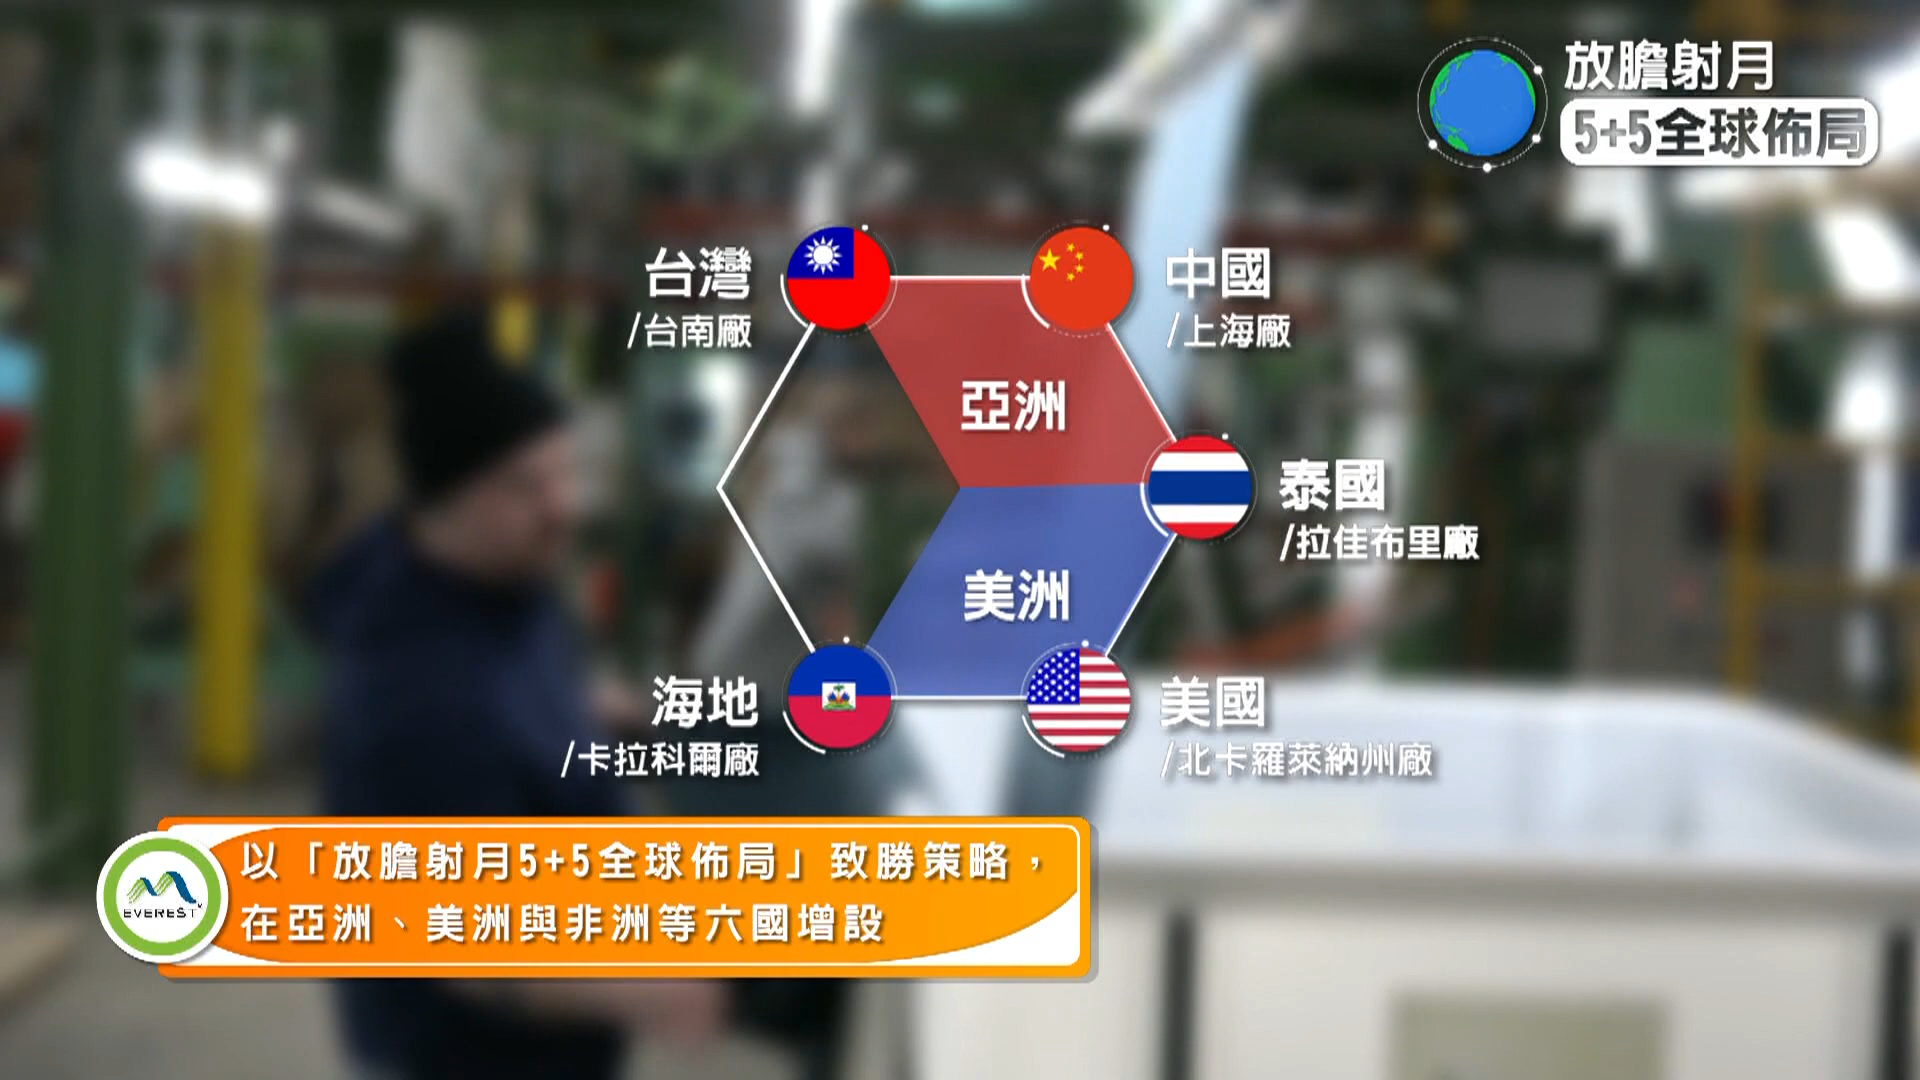 放膽射月
5+5全球佈局
台灣
/台南廠
中國
/上海廠
亞洲
泰國
/拉佳布里廠
美洲
海地
/卡拉科爾廠
美國
/北卡羅萊納州廠
以「放膽射月5+5全球佈局」致勝策略，
在亞洲、美洲與非洲等六國增設
EVEREST